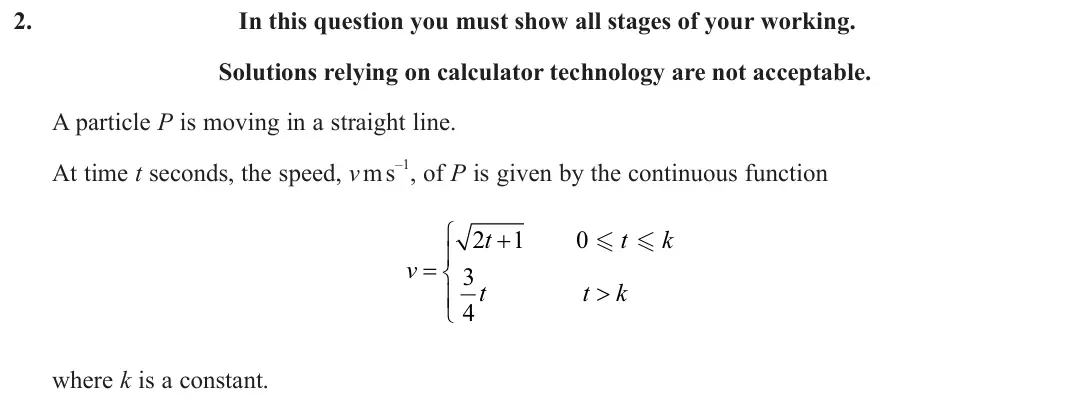 2. In this question you must show all stages of your working.
Solutions relying on calculator technology are not acceptable.
A particle P is moving in a straight line.
At time t seconds, the speed, v m s⁻¹, of P is given by the continuous function
v = { √(2t + 1)    0 ⩽ t ⩽ k
3/4 t    t > k
where k is a constant.